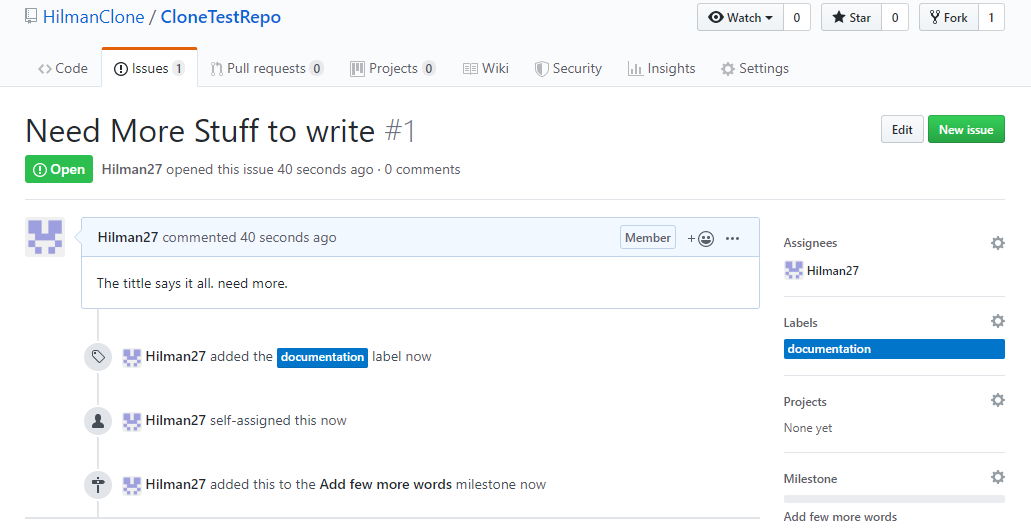 HilmanClone / CloneTestRepo
Watch 0 Star 0 Fork 1
Code Issues 1 Pull requests 0 Projects 0 Wiki Security Insights Settings
Need More Stuff to write #1
Edit New issue
Open Hilman27 opened this issue 40 seconds ago · 0 comments
Hilman27 commented 40 seconds ago Member
The tittle says it all. need more.
Hilman27 added the documentation label now
Hilman27 self-assigned this now
Hilman27 added this to the Add few more words milestone now
Assignees
Hilman27
Labels
documentation
Projects
None yet
Milestone
Add few more words